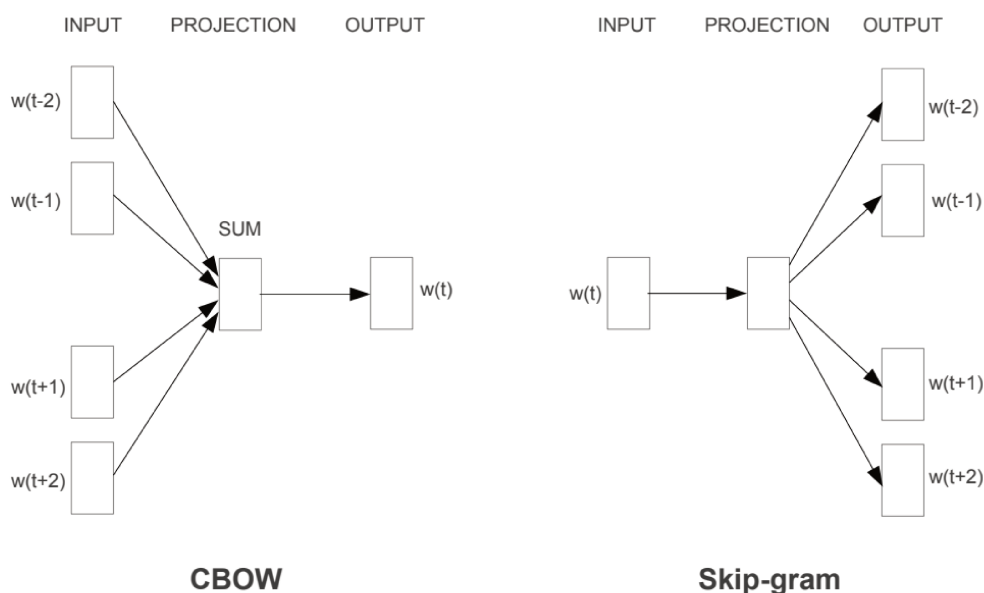 INPUT PROJECTION OUTPUT
w(t-2)
w(t-1)
SUM
w(t)
w(t+1)
w(t+2)
CBOW
INPUT PROJECTION OUTPUT
w(t-2)
w(t-1)
w(t)
w(t+1)
w(t+2)
Skip-gram